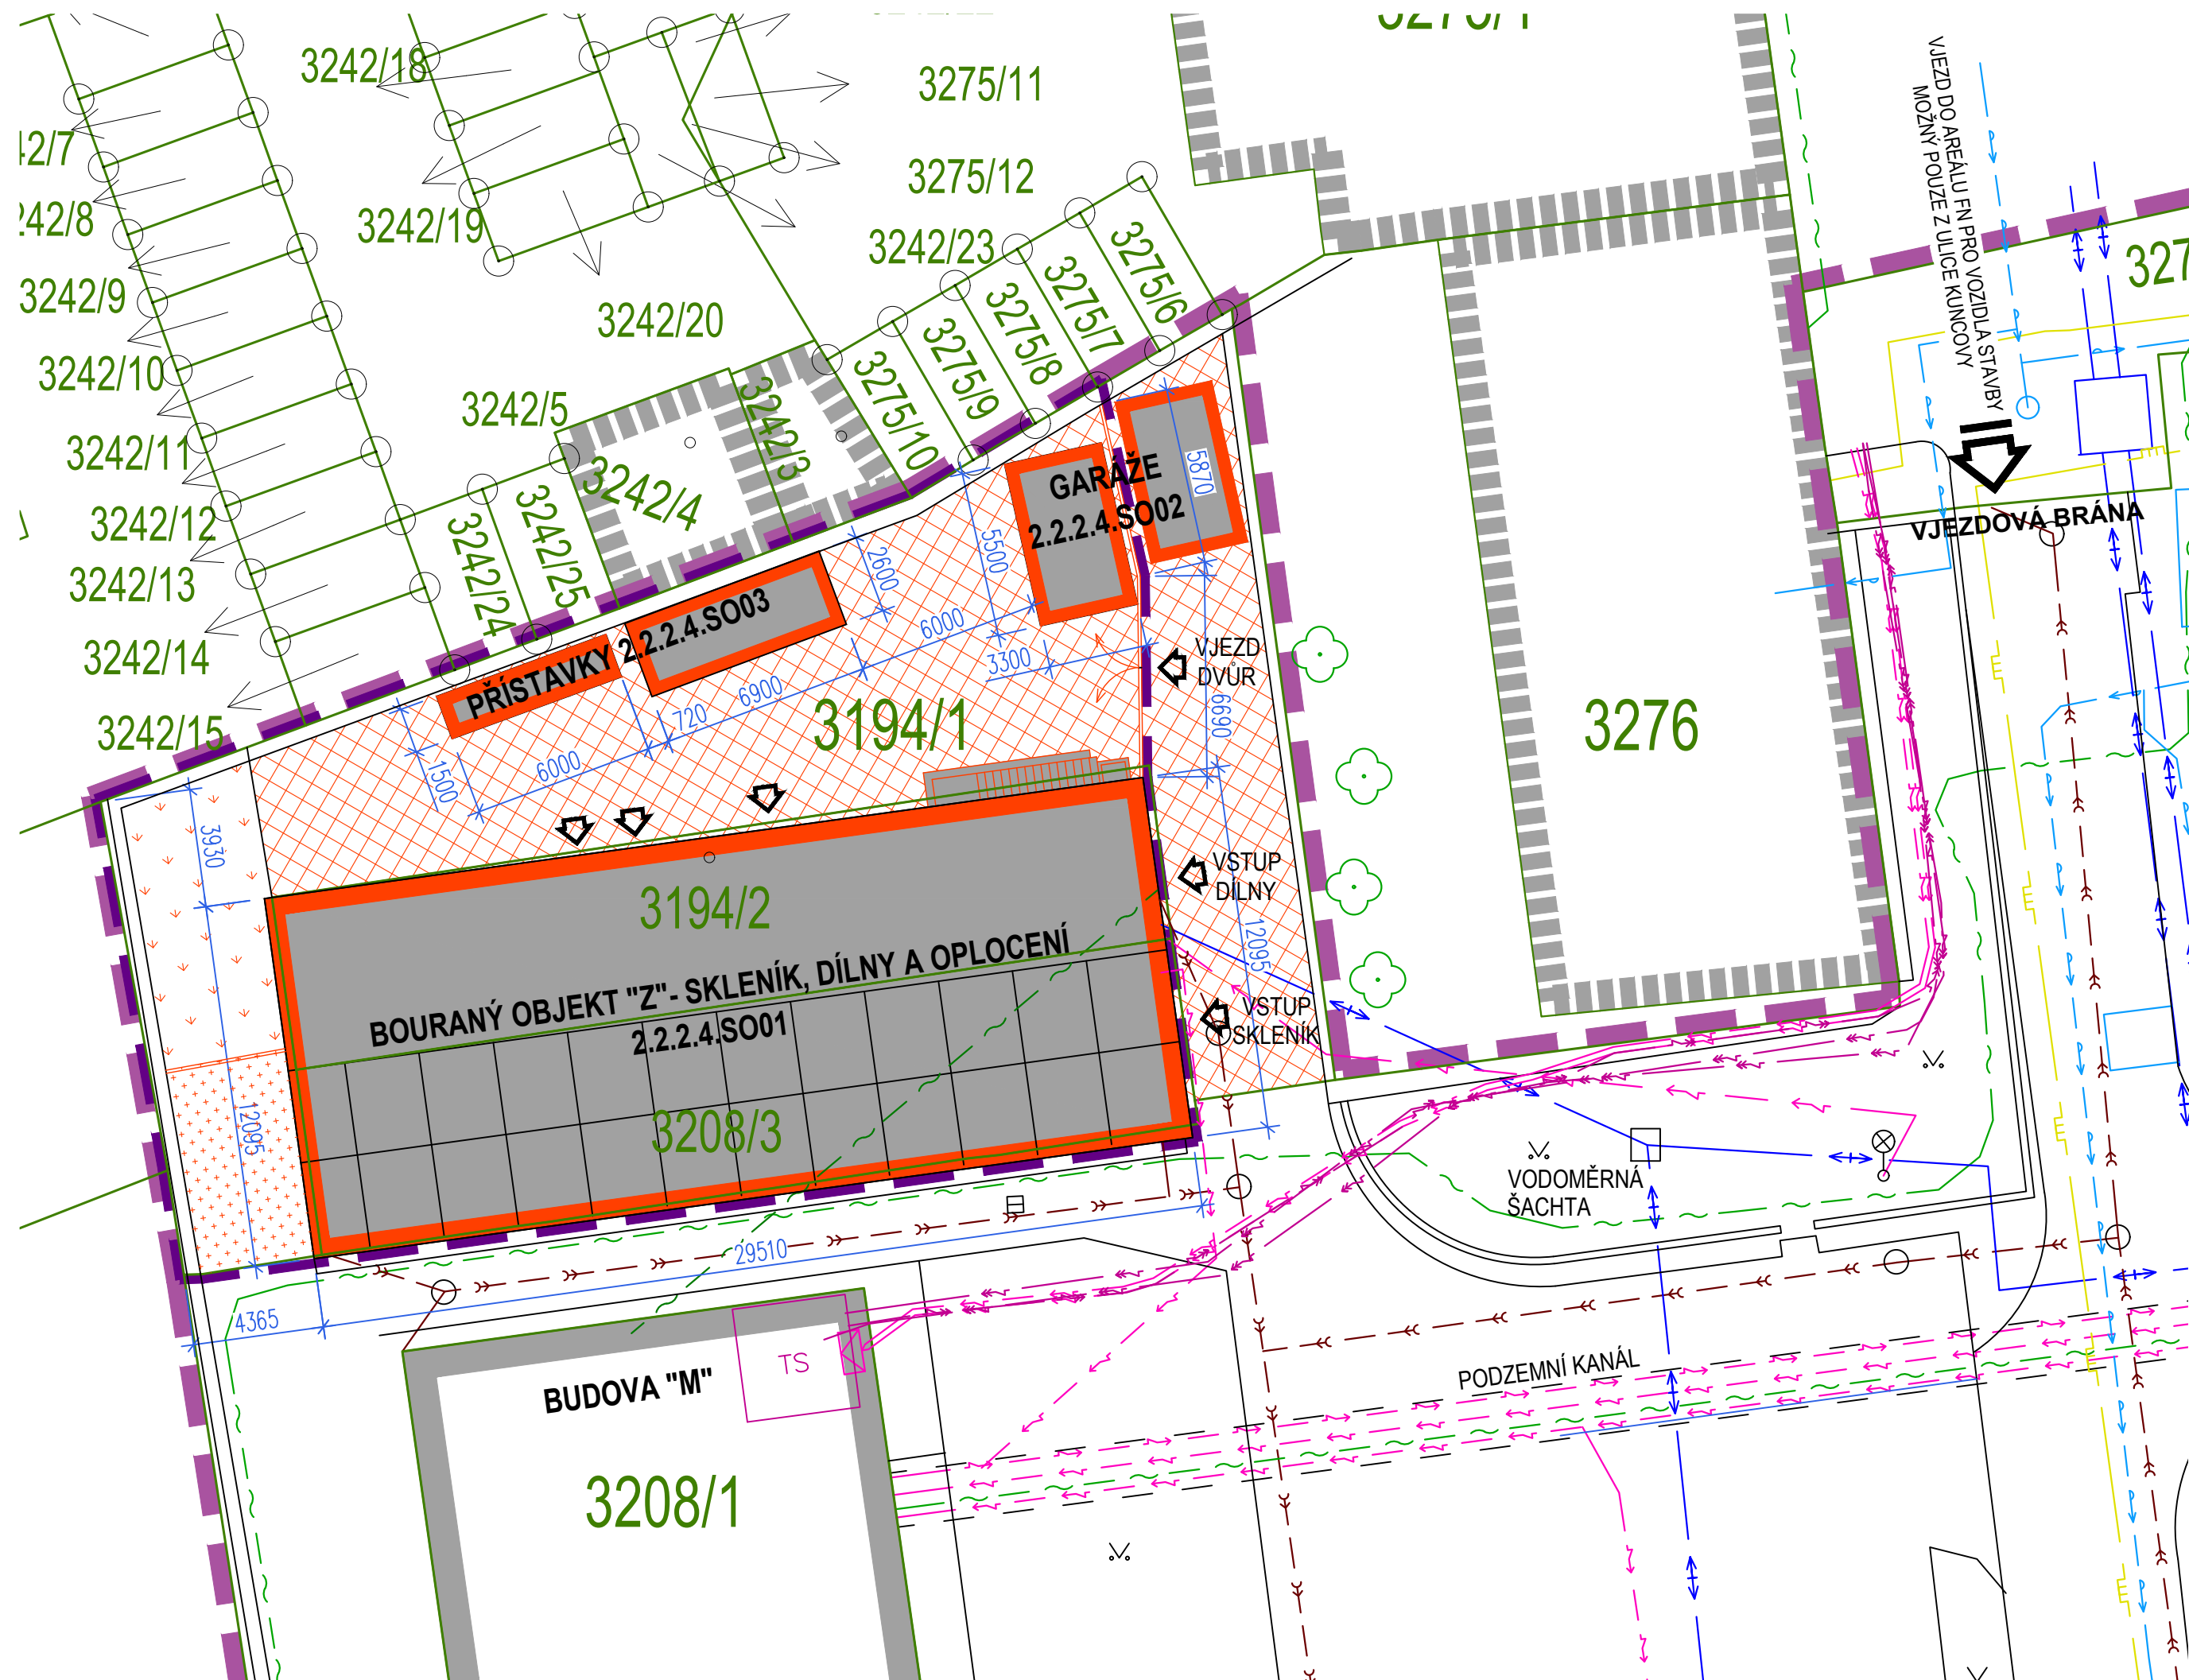 3242/18
3275/11
3275/12
3242/19
3242/23
3275/6
3275/7
3275/8
3275/9
3275/10
3242/20
3242/9
3242/10
3242/5
3242/3
3242/4
3242/11
3242/12
3242/24
3242/25
3242/13
3242/14
3242/15
VJEZD DO AREÁLU FN PRO VOZIDLA STAVBY
MOŽNÝ POUZE Z ULICE KUNCOVY
VJEZDOVÁ BRÁNA
GARÁŽE
2.2.2.4.SO02
5870
5500
2600
6000
3300
PŘÍSTAVKY 2.2.2.4.SO03
6900
720
6000
1500
3194/1
VJEZD
DVŮR
6690
3276
3930
VSTUP
DÍLNY
3194/2
12095
BOURANÝ OBJEKT "Z"- SKLENÍK, DÍLNY A OPLOCENÍ
2.2.2.4.SO01
VSTUP
SKLENÍK
12095
3208/3
VODOMĚRNÁ
ŠACHTA
29510
4365
TS
BUDOVA "M"
PODZEMNÍ KANÁL
3208/1